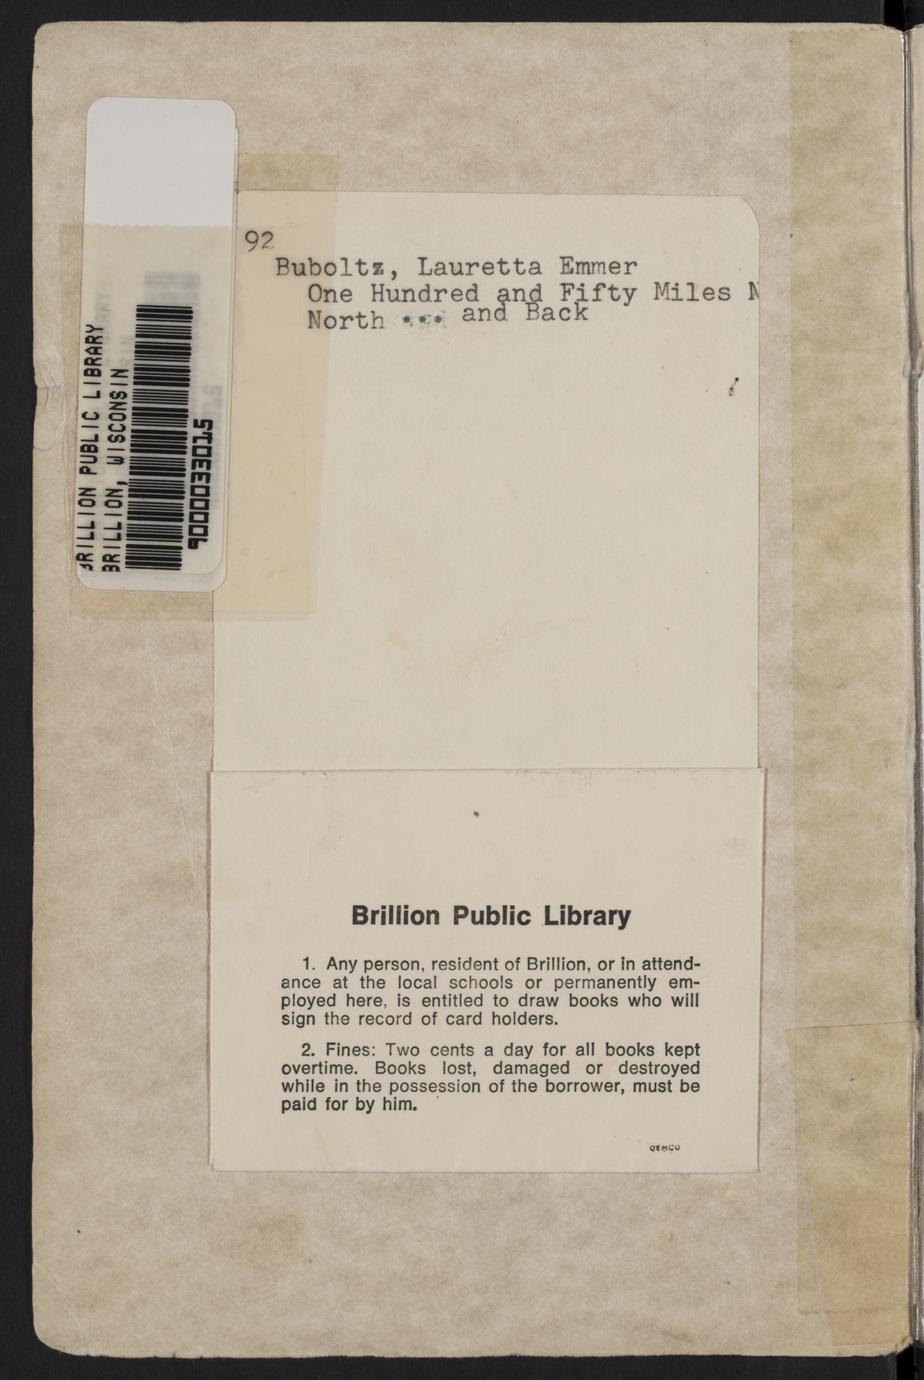 92
Buboltz, Lauretta Emmer
One Hundred and Fifty Miles N
North ... and Back
BRILLION PUBLIC LIBRARY
BRILLION, WISCONSIN
Brillion Public Library
1. Any person, resident of Brillion, or in attend-
ance at the local schools or permanently em-
ployed here, is entitled to draw books who will
sign the record of card holders.
2. Fines: Two cents a day for all books kept
overtime. Books lost, damaged or destroyed
while in the possession of the borrower, must be
paid for by him.